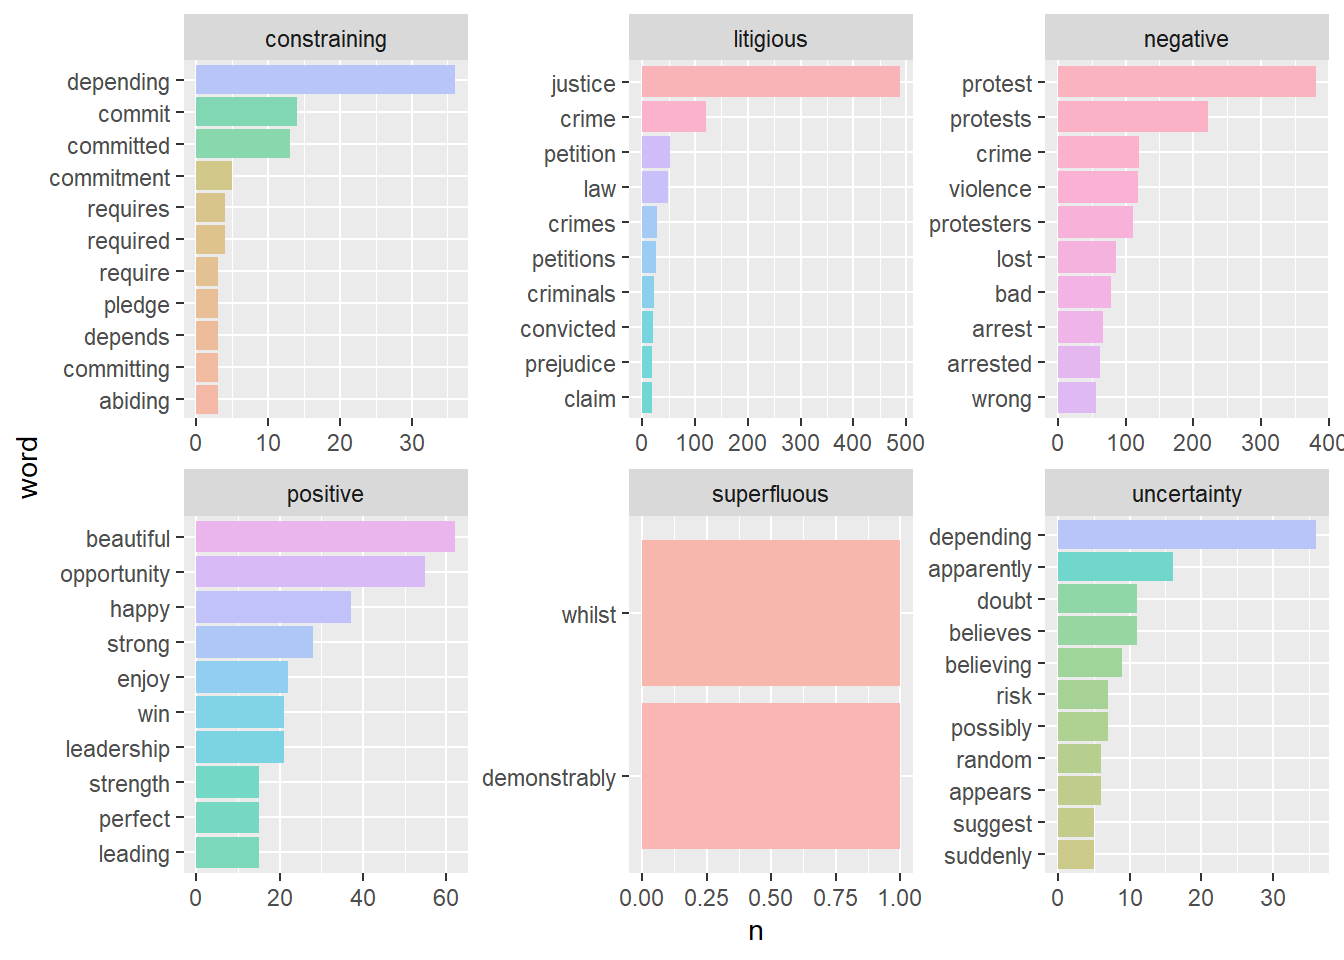 constraining
depending
commit
committed
commitment
requires
required
require
pledge
depends
committing
abiding
0 10 20 30
litigious
justice
crime
petition
law
crimes
petitions
criminals
convicted
prejudice
claim
0 100 200 300 400 500
negative
protest
protests
crime
violence
protesters
lost
bad
arrest
arrested
wrong
0 100 200 300 400
word
positive
beautiful
opportunity
happy
strong
enjoy
win
leadership
strength
perfect
leading
0 20 40 60
superfluous
whilst
demonstrably
0.00 0.25 0.50 0.75 1.00
uncertainty
depending
apparently
doubt
believes
believing
risk
possibly
random
appears
suggest
suddenly
0 10 20 30
n